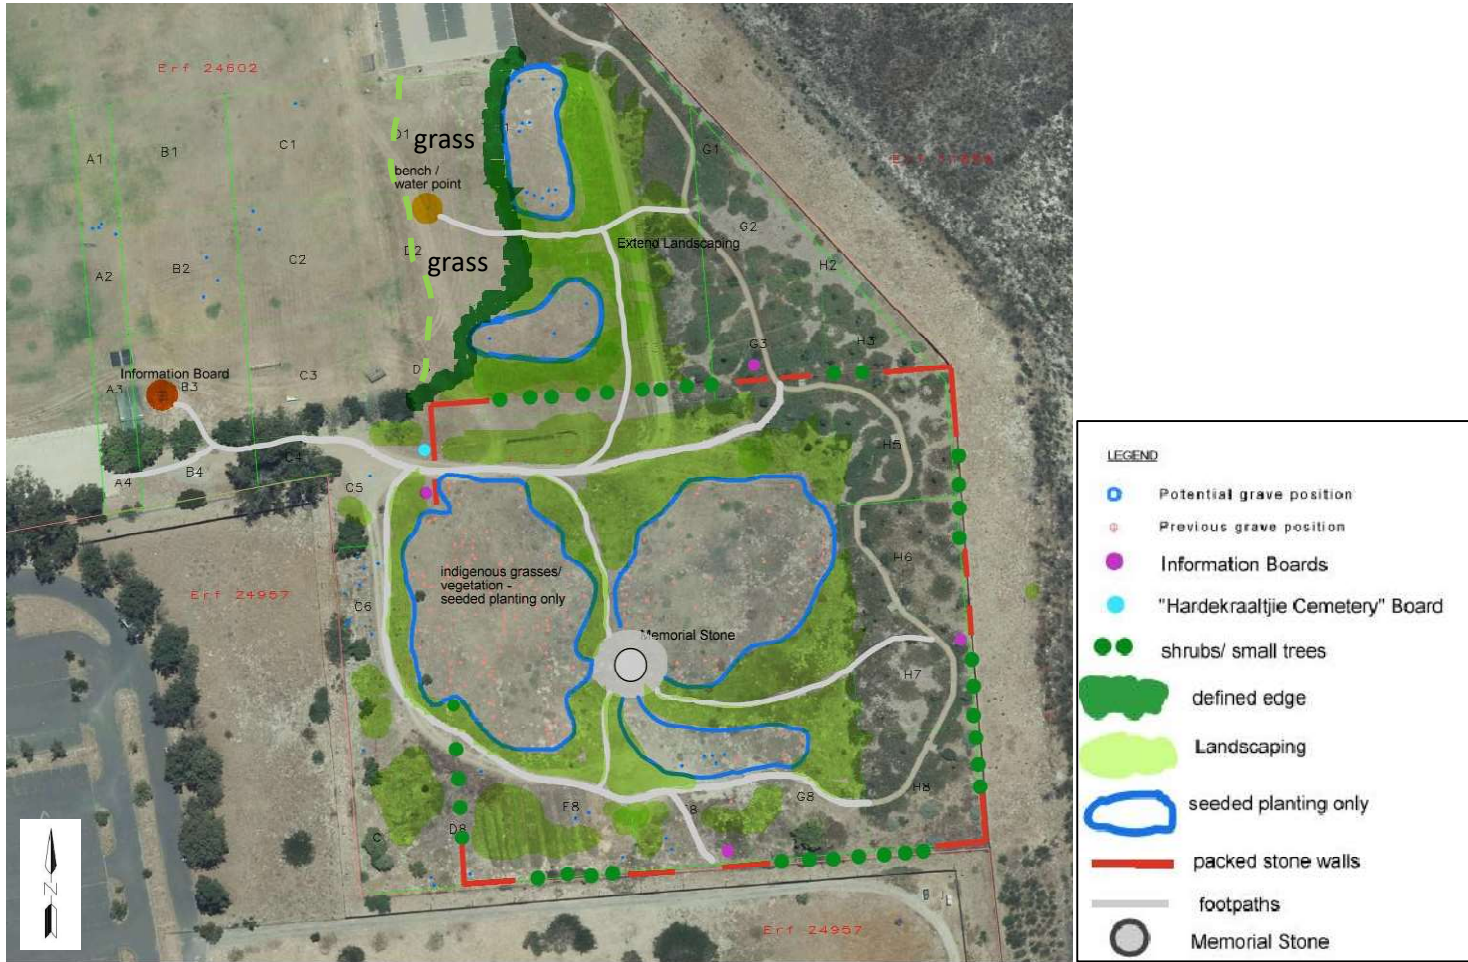 Erf 24602
A1
B1
C1
D1
grass
1
G1
bench /
water point
A2
B2
C2
D2
grass
Extend Landscaping
G2
H2
G3
H3
Information Board
A3
B3
C3
D
A4
B4
C4
C5
H5
Erf 24957
C6
indigenous grasses/
vegetation -
seeded planting only
H6
Memorial Stone
H7
H8
C
D8
F8
8
G8
N
Erf 24957
LEGEND
Potential grave position
Previous grave position
Information Boards
"Hardekraaltjie Cemetery" Board
shrubs/ small trees
defined edge
Landscaping
seeded planting only
packed stone walls
footpaths
Memorial Stone